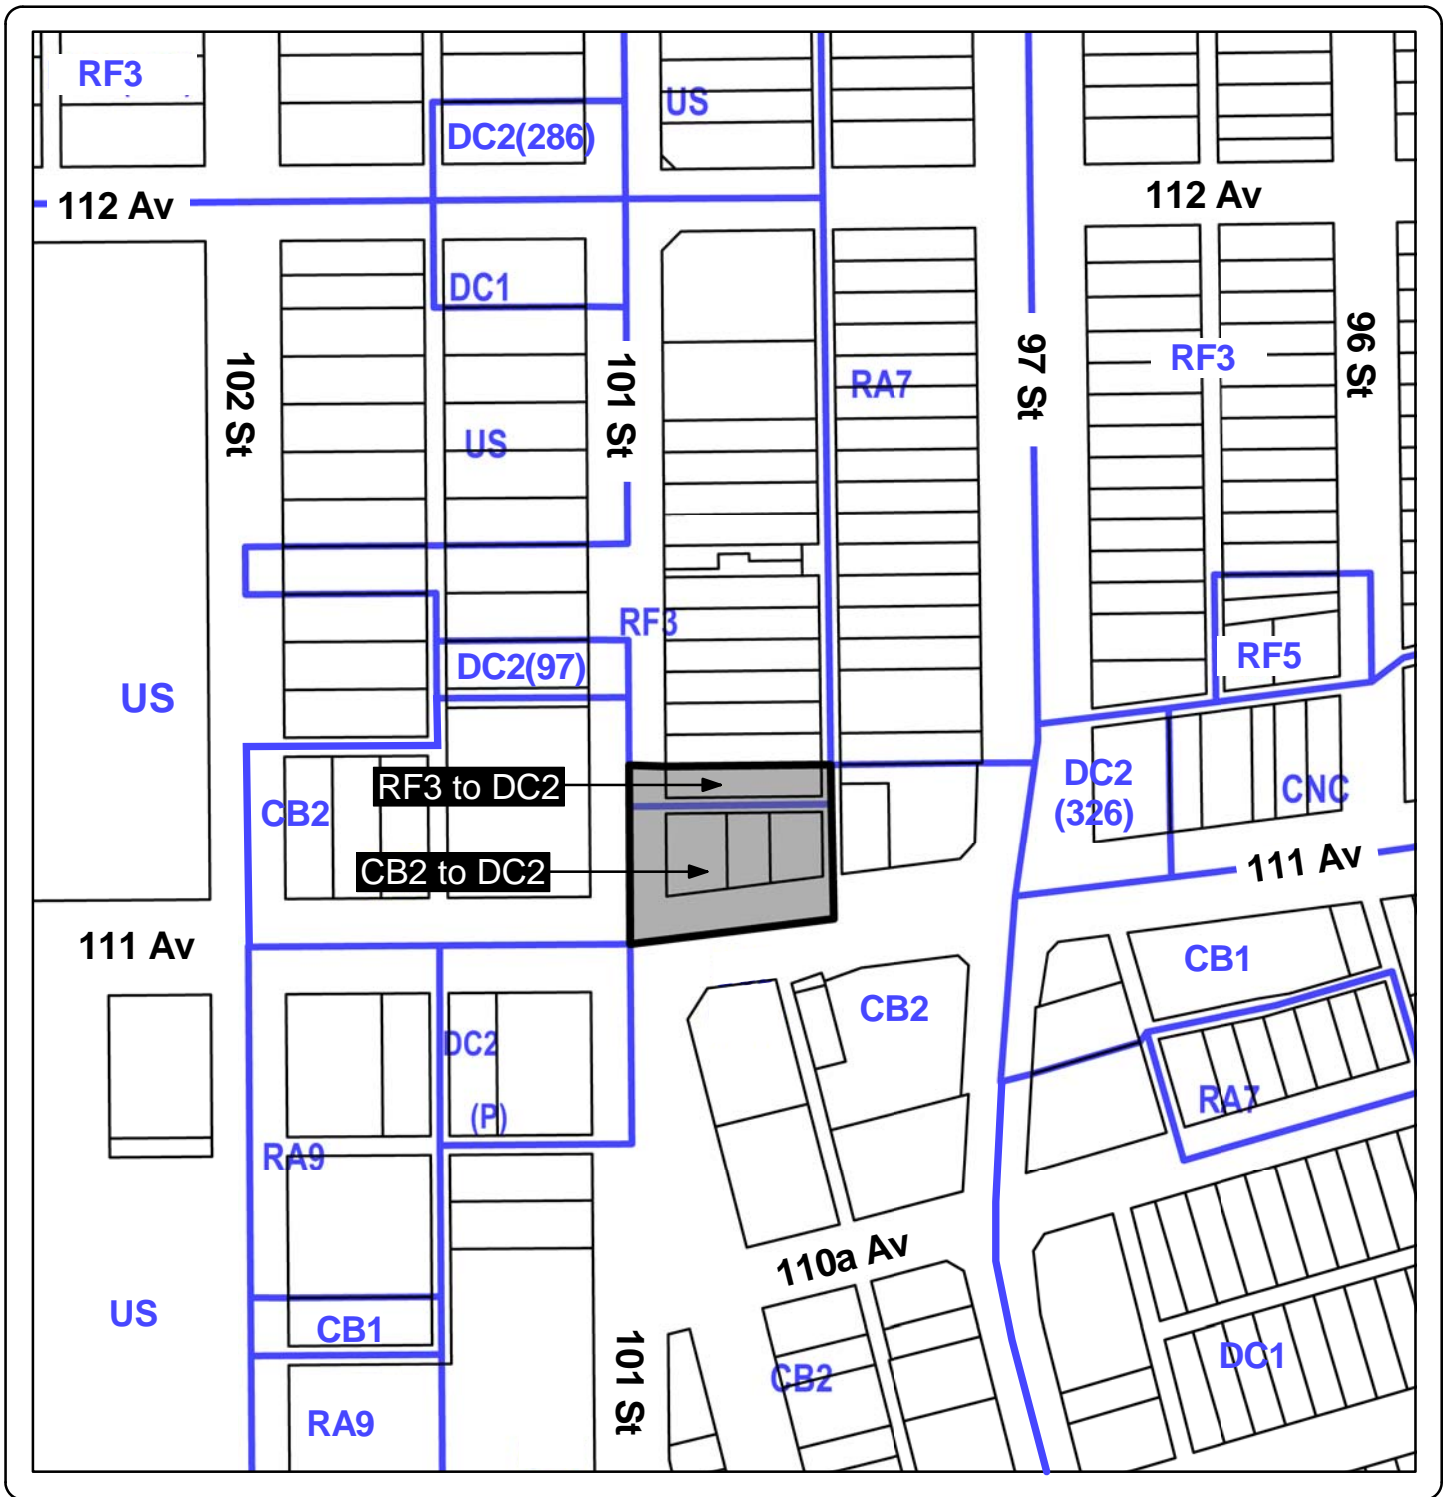 RF3
US
DC2(286)
112 Av
112 Av
DC1
102 St
101 St
97 St
96 St
RF3
RA7
US
RF3
RF5
DC2(97)
US
RF3 to DC2
DC2
(326)
CNC
CB2
CB2 to DC2
111 Av
111 Av
CB1
CB2
DC2
(P)
RA7
RA9
110a Av
US
CB1
101 St
DC1
CB2
RA9